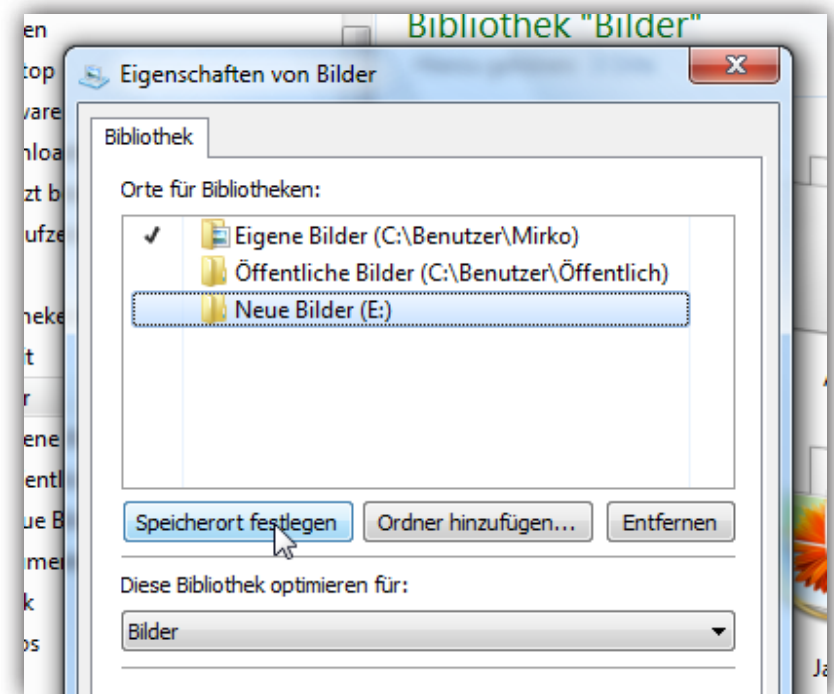 Bibliothek "Bilder"
Eigenschaften von Bilder
Bibliothek
Orte für Bibliotheken:
Eigene Bilder (C:\Benutzer\Mirko)
Öffentliche Bilder (C:\Benutzer\Öffentlich)
Neue Bilder (E:)
Speicherort festlegen
Ordner hinzufügen...
Entfernen
Diese Bibliothek optimieren für:
Bilder